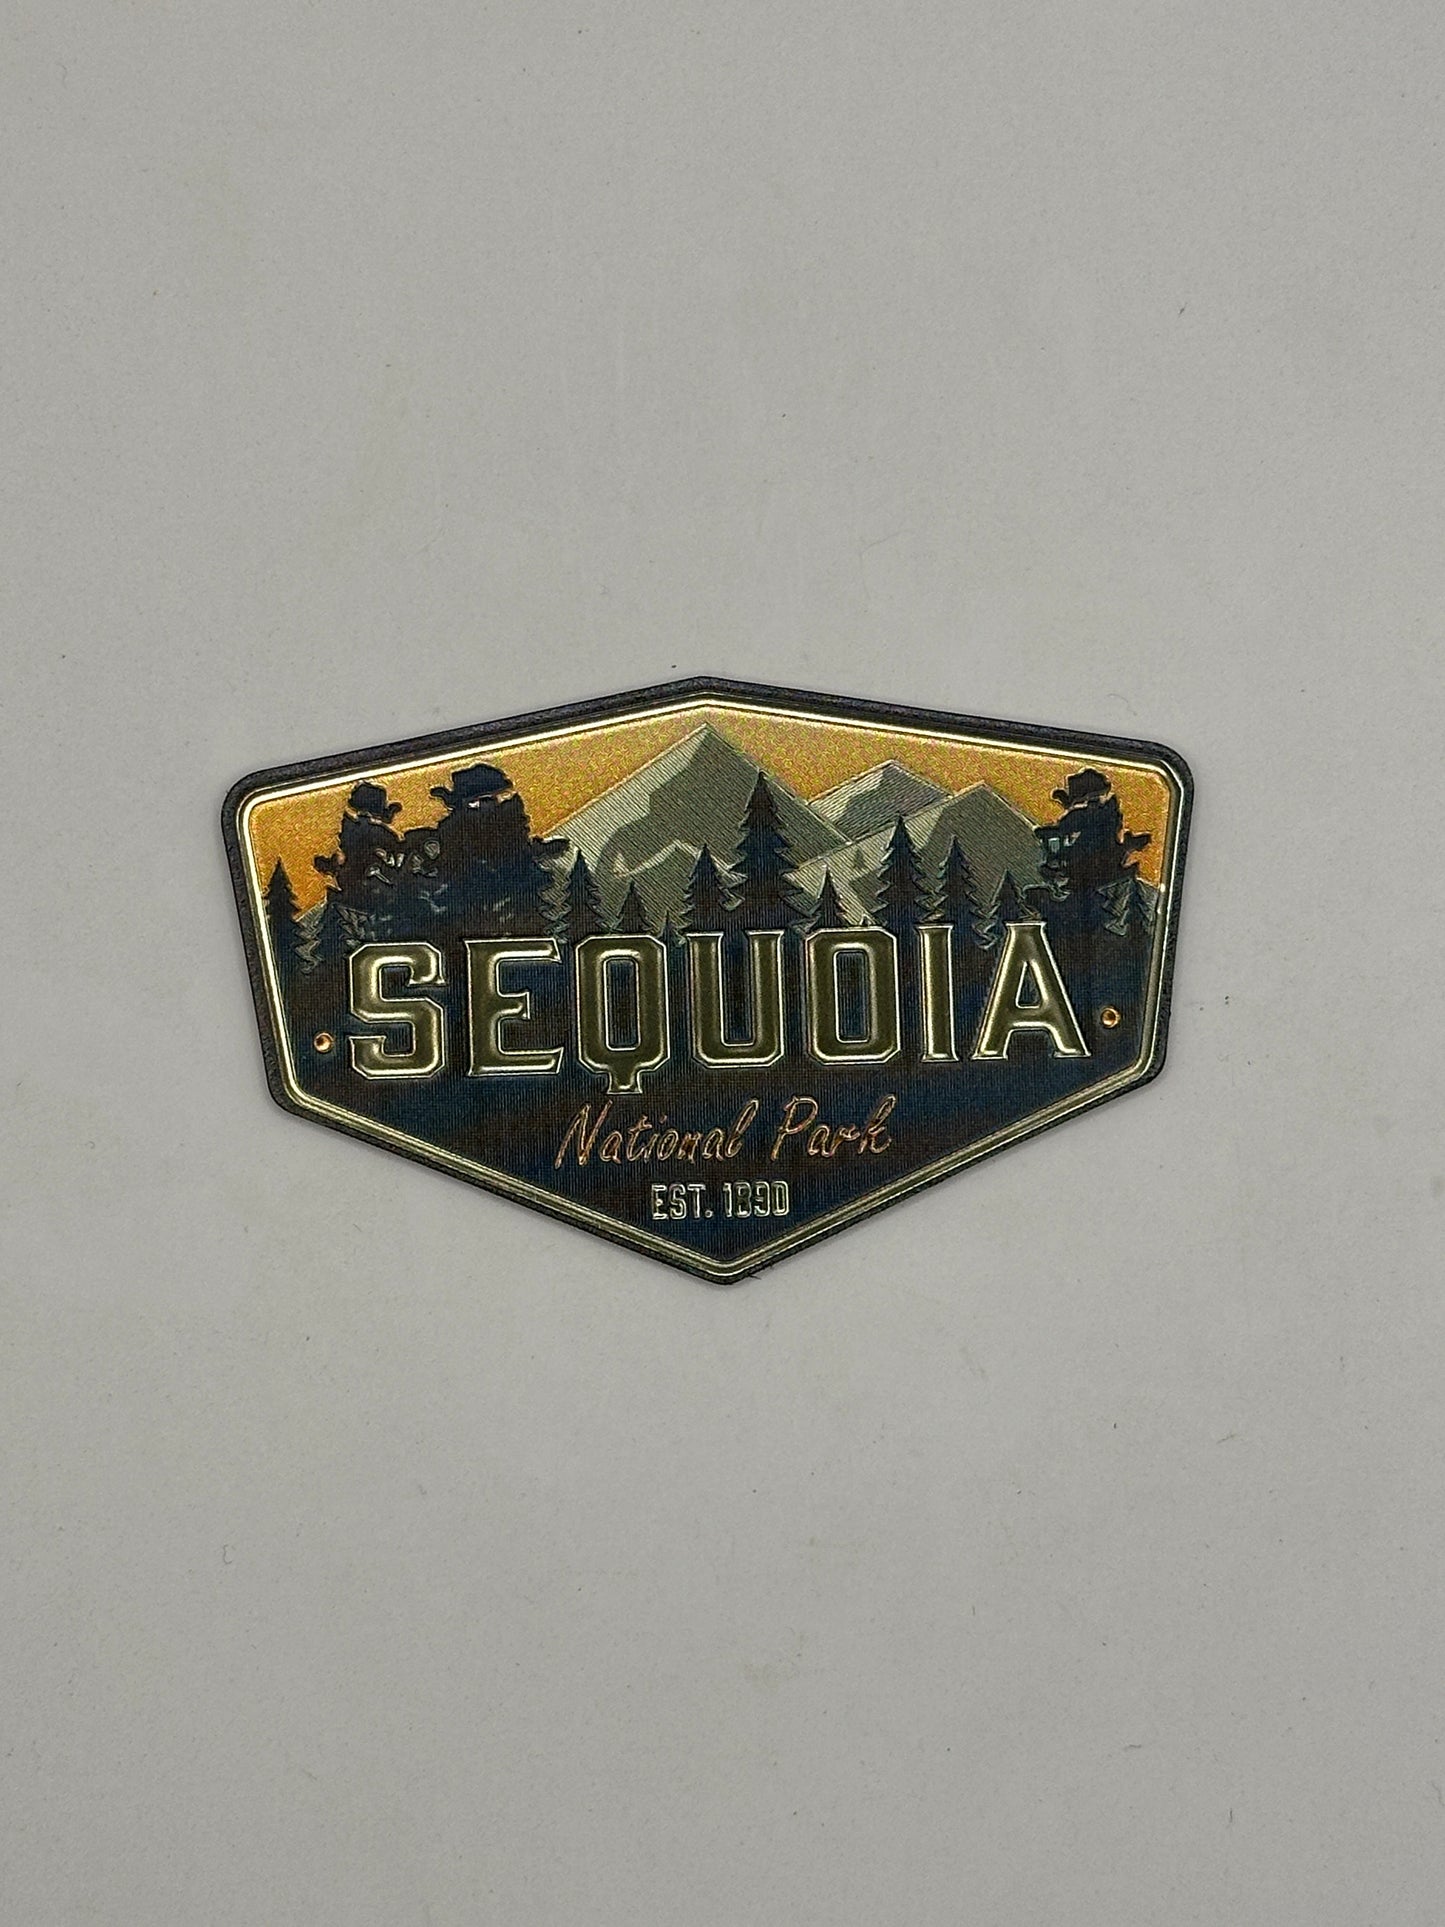 SEQUOIA
National Park
EST. 1890